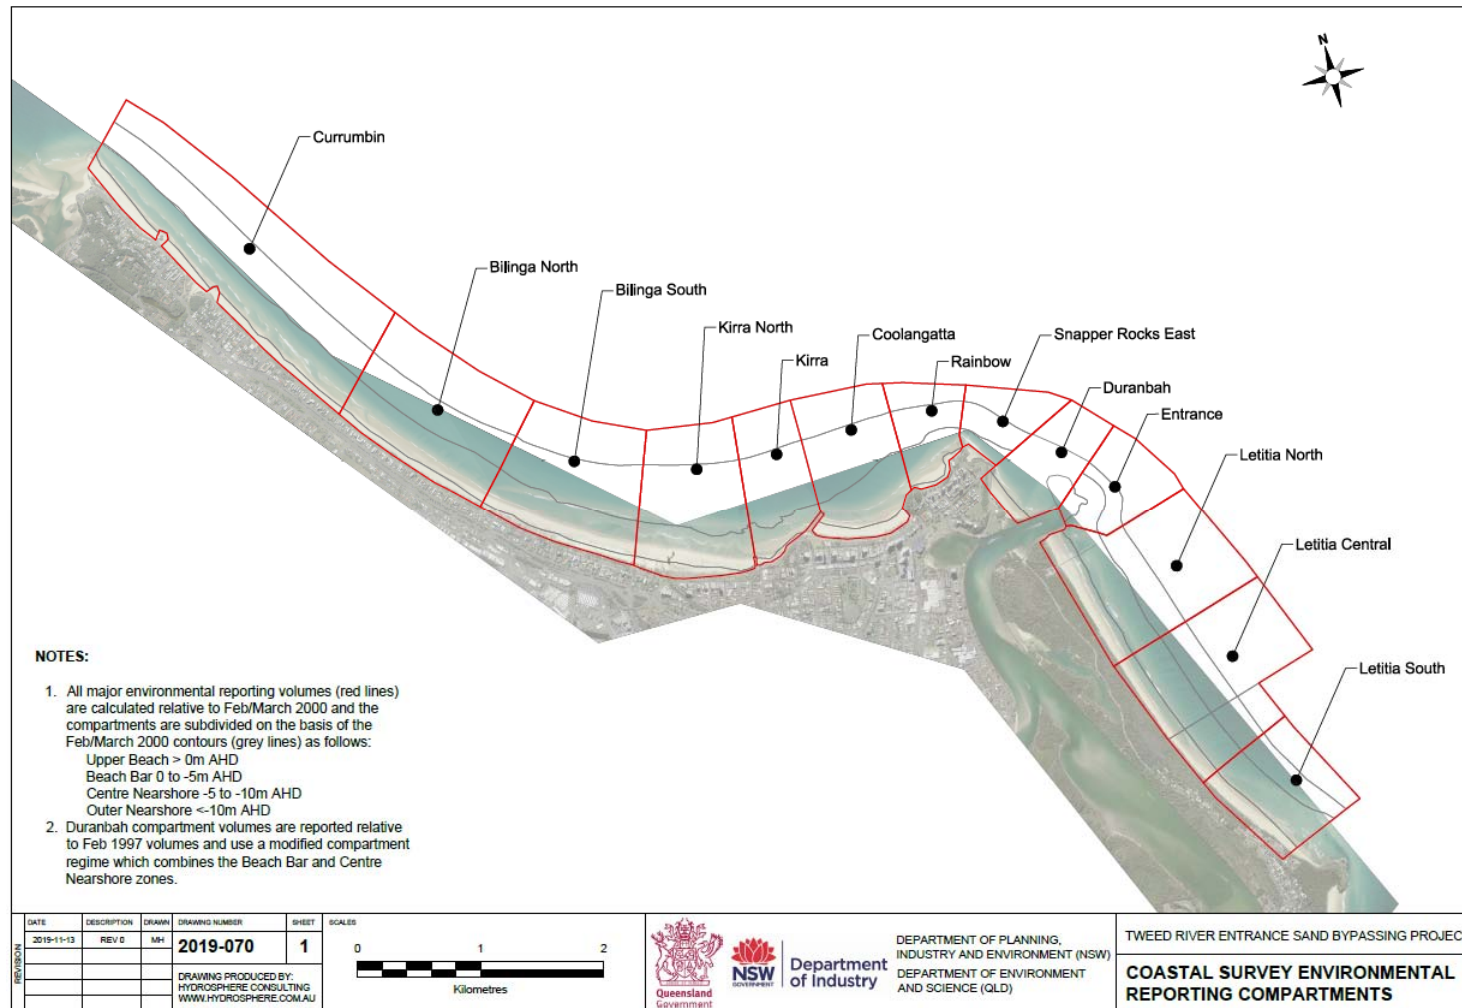 N
Currumbin
Bilinga North
Bilinga South
Kirra North
Kirra
Coolangatta
Rainbow
Snapper Rocks East
Duranbah
Entrance
Letitia North
Letitia Central
Letitia South
NOTES:
1. All major environmental reporting volumes (red lines)
are calculated relative to Feb/March 2000 and the
compartments are subdivided on the basis of the
Feb/March 2000 contours (grey lines) as follows:
Upper Beach > 0m AHD
Beach Bar 0 to -5m AHD
Centre Nearshore -5 to -10m AHD
Outer Nearshore <-10m AHD
2. Duranbah compartment volumes are reported relative
to Feb 1997 volumes and use a modified compartment
regime which combines the Beach Bar and Centre
Nearshore zones.
REVISION
DATE DESCRIPTION DRAWN DRAWING NUMBER SHEET
2019-11-13 REV 0 MH 2019-070 1
DRAWING PRODUCED BY:
HYDROSPHERE CONSULTING
WWW.HYDROSPHERE.COM.AU
SCALES
0 1 2
Kilometres
Queensland
Government
NSW
GOVERNMENT
Department
of Industry
DEPARTMENT OF PLANNING,
INDUSTRY AND ENVIRONMENT (NSW)
DEPARTMENT OF ENVIRONMENT
AND SCIENCE (QLD)
TWEED RIVER ENTRANCE SAND BYPASSING PROJEC
COASTAL SURVEY ENVIRONMENTAL
REPORTING COMPARTMENTS